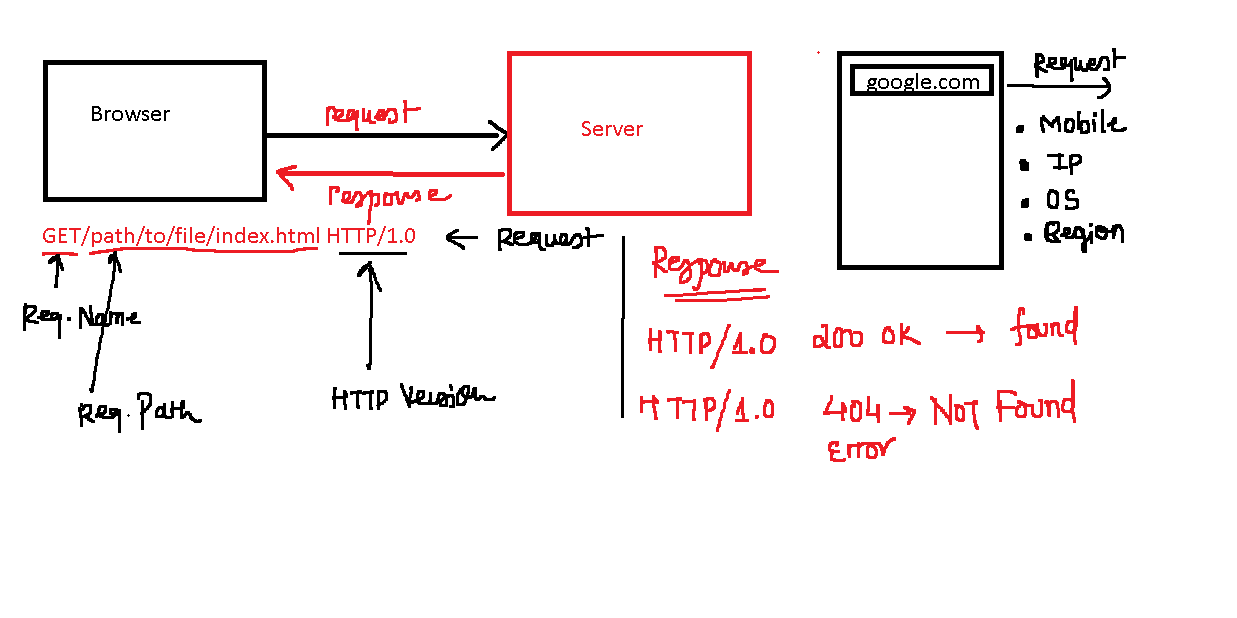 Browser
request
Server
response
GET/path/to/file/index.html HTTP/1.0
← Request
Req. Name
Req. Path
HTTP Version
Response
HTTP/1.0 200 OK → found
HTTP/1.0 404 → Not Found
Error
google.com
Request
• Mobile
• IP
• OS
• Region